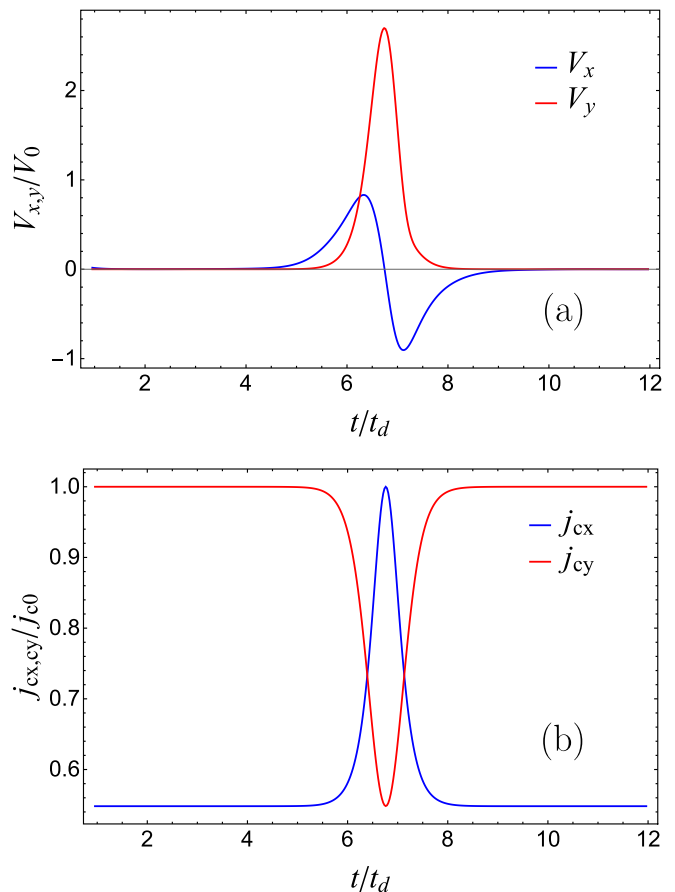 V_x
V_y
V_{x,y}/V_0
2
1
0
−1
(a)
2 4 6 8 10 12
t/t_d
1.0
0.9
0.8
0.7
0.6
j_{cx}
j_{cy}
j_{cx,cy}/j_{c0}
(b)
2 4 6 8 10 12
t/t_d